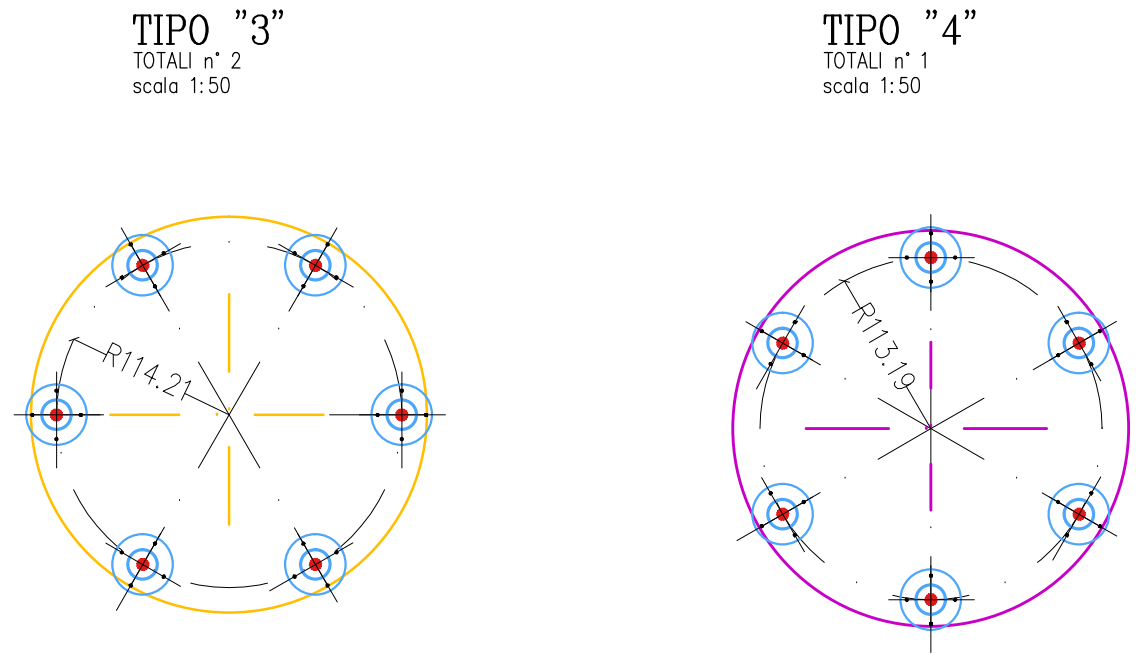 TIPO "3"
TOTALI n° 2
scala 1:50
TIPO "4"
TOTALI n° 1
scala 1:50
R114.21
R113.19